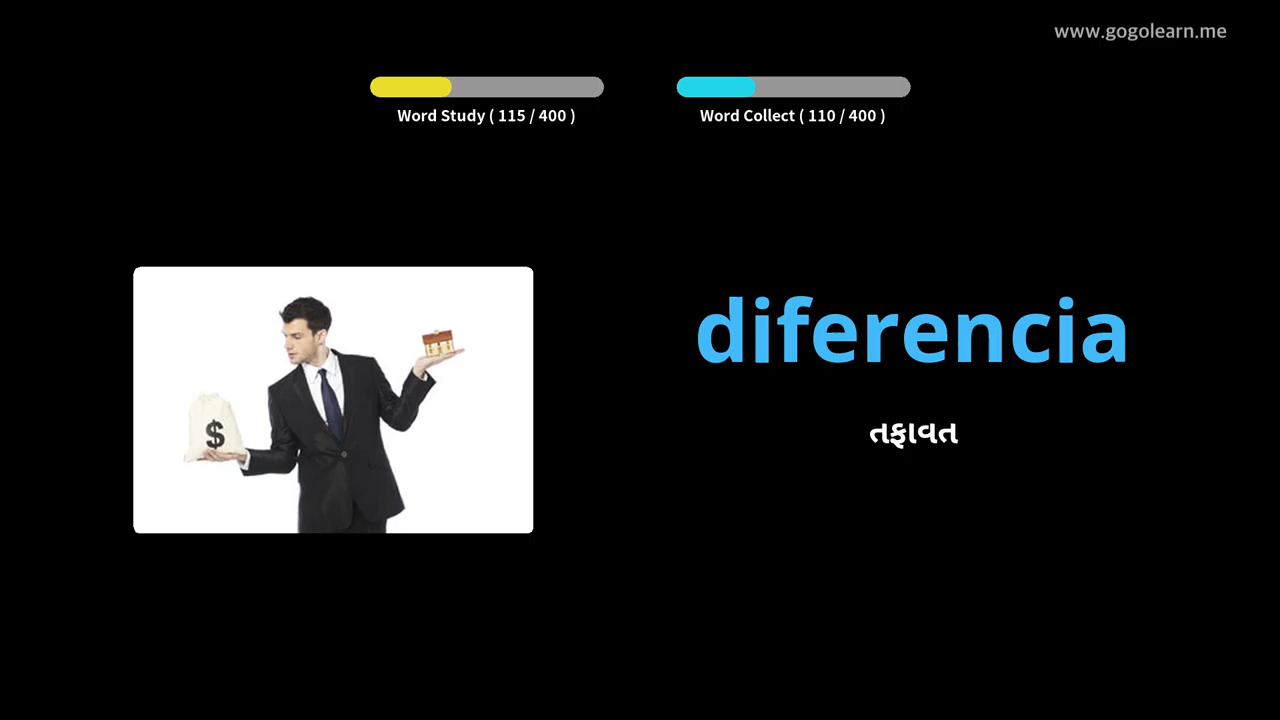 www.gogolearn.me
Word Study ( 115 / 400 )
Word Collect ( 110 / 400 )
$
diferencia
તફાવત